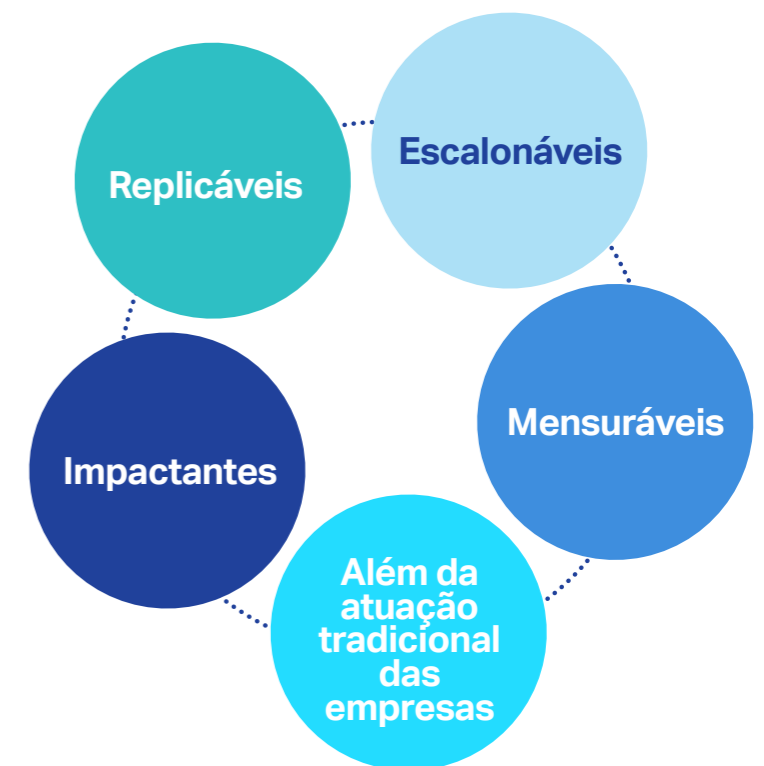 Escalonáveis
Replicáveis
Mensuráveis
Impactantes
Além da
atuação
tradicional
das
empresas